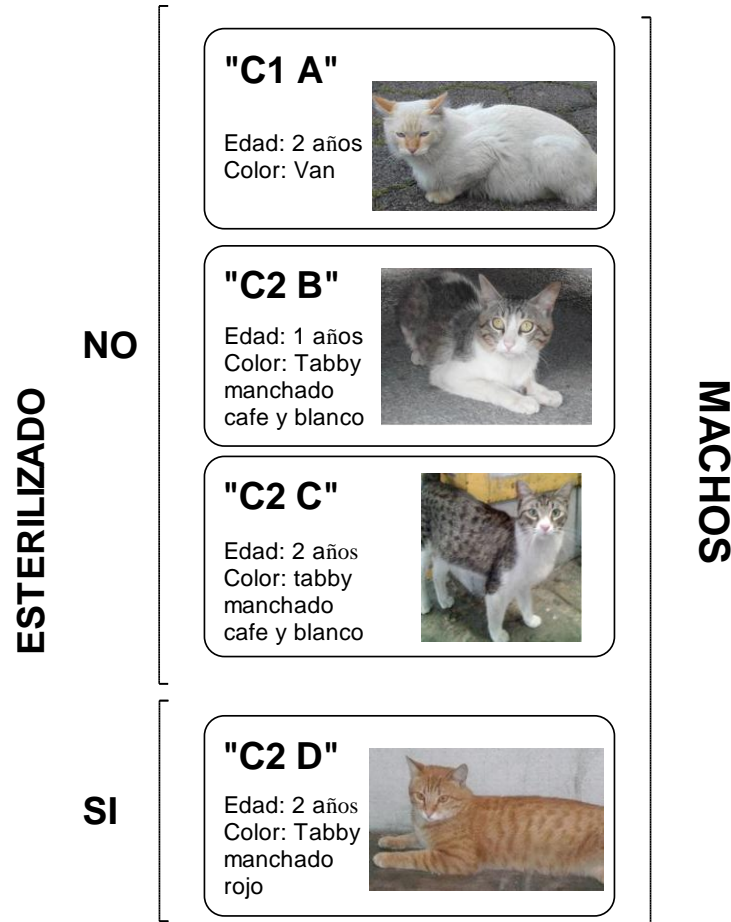 "C1 A"
Edad: 2 años
Color: Van
"C2 B"
Edad: 1 años
Color: Tabby
manchado
cafe y blanco
"C2 C"
Edad: 2 años
Color: tabby
manchado
cafe y blanco
"C2 D"
Edad: 2 años
Color: Tabby
manchado
rojo
NO
SI
ESTERILIZADO
MACHOS